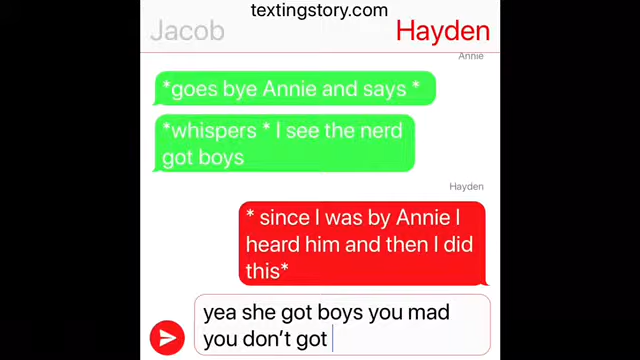 textingstory.com
Jacob
Hayden
Annie
*goes bye Annie and says *
*whispers * I see the nerd
got boys
Hayden
* since I was by Annie I
heard him and then I did
this*
yea she got boys you mad
you don't got